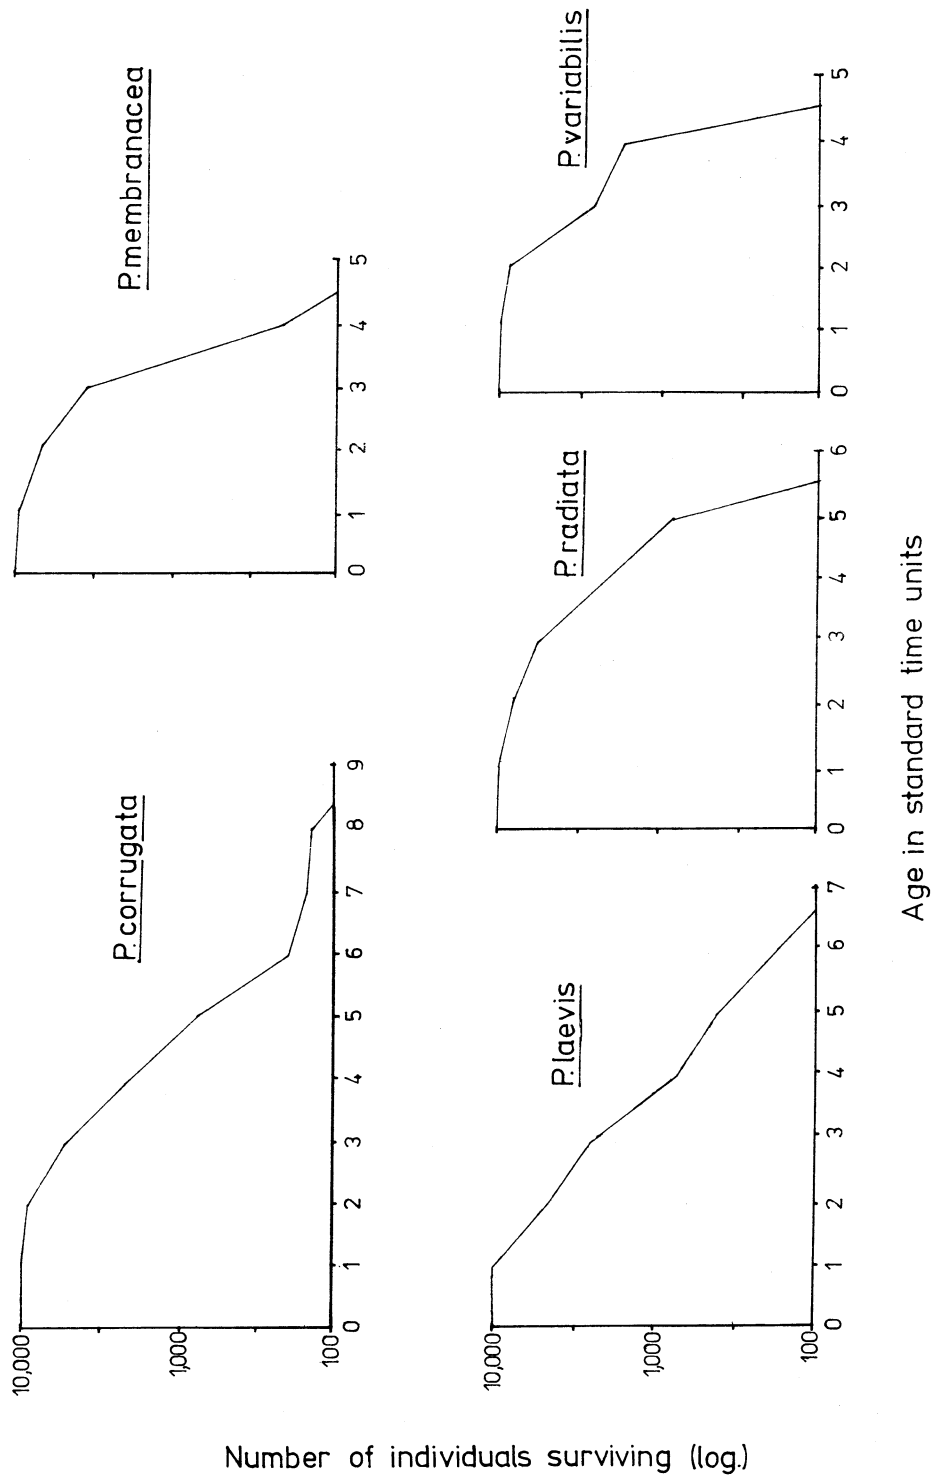 Number of individuals surviving (log.)
10,000
1,000
100
P. corrugata
0 1 2 3 4 5 6 7 8 9
P. membranacea
0 1 2 3 4 5
10,000
1,000
100
P. laevis
0 1 2 3 4 5 6 7
P. radiata
0 1 2 3 4 5 6
P. variabilis
0 1 2 3 4 5
Age in standard time units